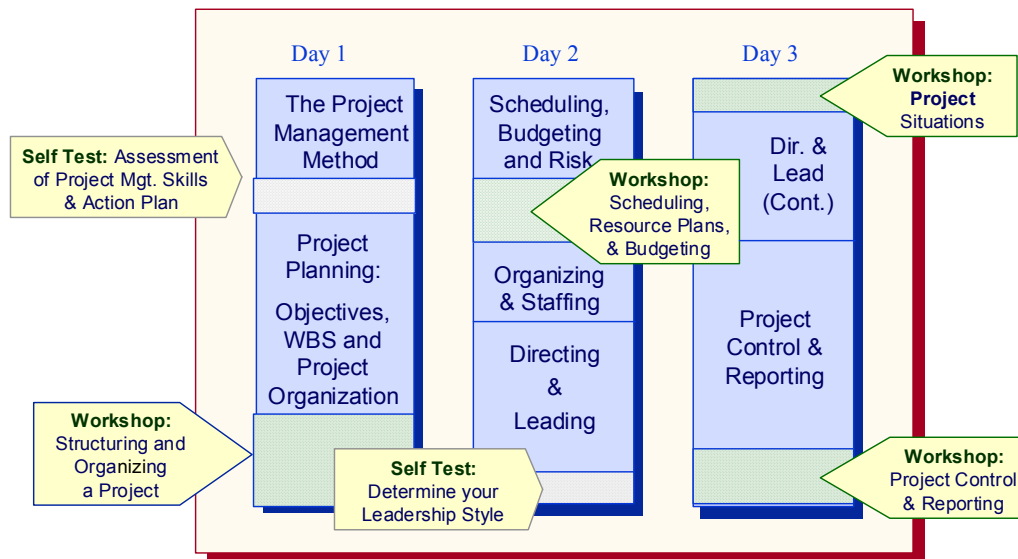 Day 1
The Project
Management
Method
Self Test: Assessment
of Project Mgt. Skills
& Action Plan
Project
Planning:
Objectives,
WBS and
Project
Organization
Workshop:
Structuring and
Organizing
a Project
Day 2
Scheduling,
Budgeting
and Risk
Workshop:
Scheduling,
Resource Plans,
& Budgeting
Organizing
& Staffing
Directing
&
Leading
Self Test:
Determine your
Leadership Style
Day 3
Workshop:
Project
Situations
Dir. &
Lead
(Cont.)
Project
Control &
Reporting
Workshop:
Project Control
& Reporting